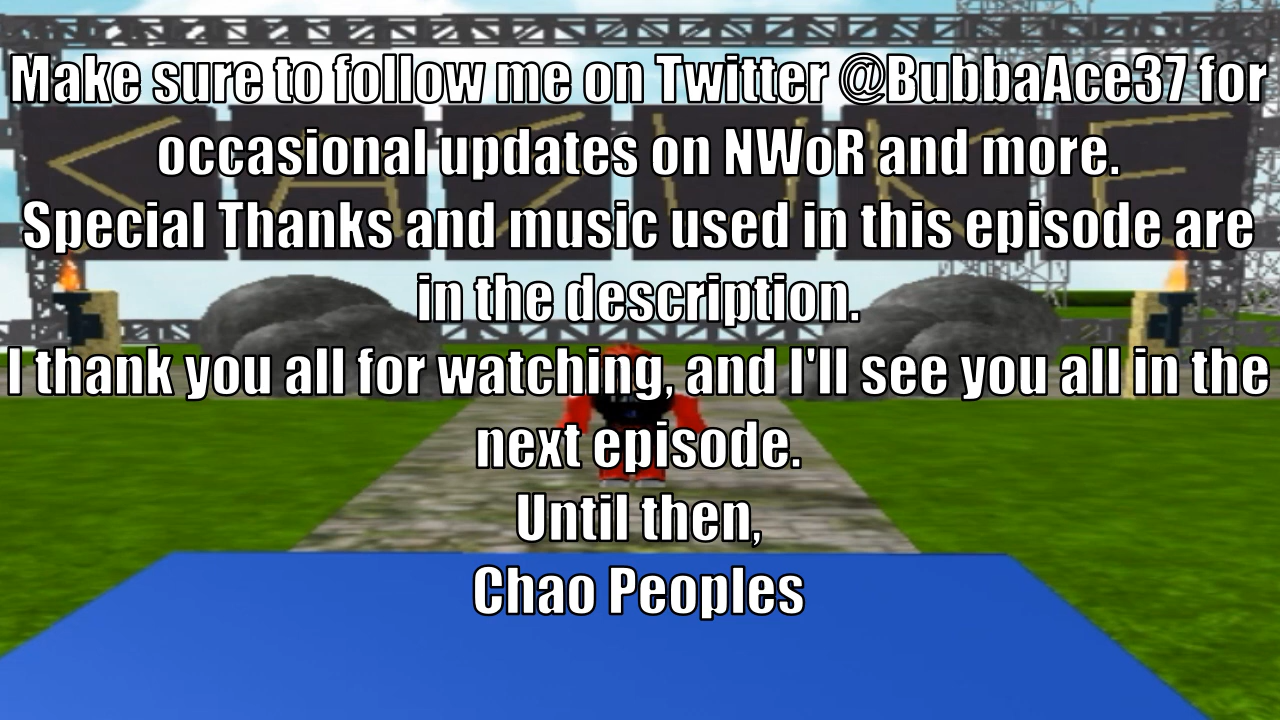 Make sure to follow me on Twitter @BubbaAce37 for
occasional updates on NWoR and more.
Special Thanks and music used in this episode are
in the description.
I thank you all for watching, and I'll see you all in the
next episode.
Until then,
Chao Peoples
SASUKE